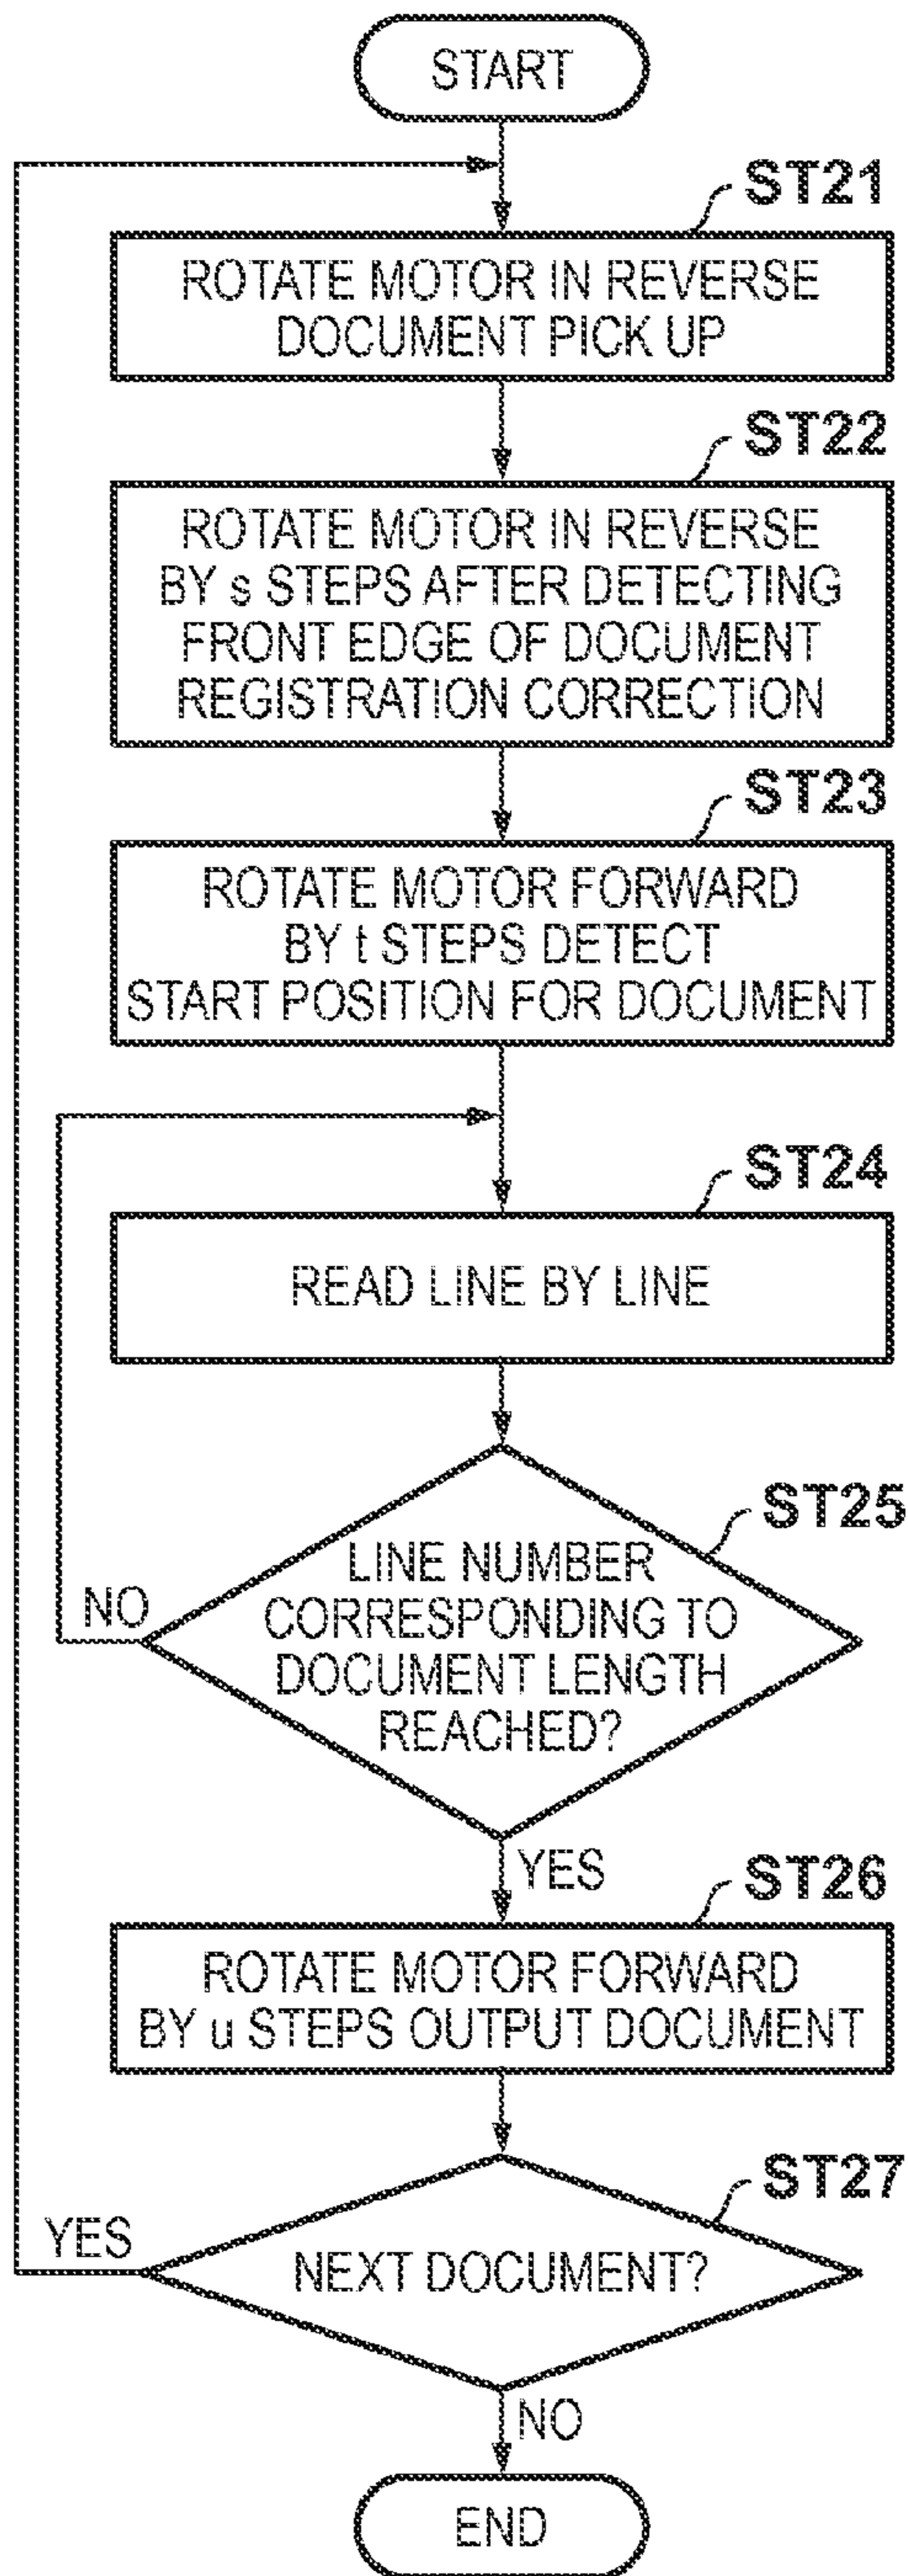 START
ST21
ROTATE MOTOR IN REVERSE
DOCUMENT PICK UP
ST22
ROTATE MOTOR IN REVERSE
BY s STEPS AFTER DETECTING
FRONT EDGE OF DOCUMENT
REGISTRATION CORRECTION
ST23
ROTATE MOTOR FORWARD
BY t STEPS DETECT
START POSITION FOR DOCUMENT
ST24
READ LINE BY LINE
ST25
LINE NUMBER
CORRESPONDING TO
DOCUMENT LENGTH
REACHED?
NO
YES
ST26
ROTATE MOTOR FORWARD
BY u STEPS OUTPUT DOCUMENT
ST27
NEXT DOCUMENT?
YES
NO
END